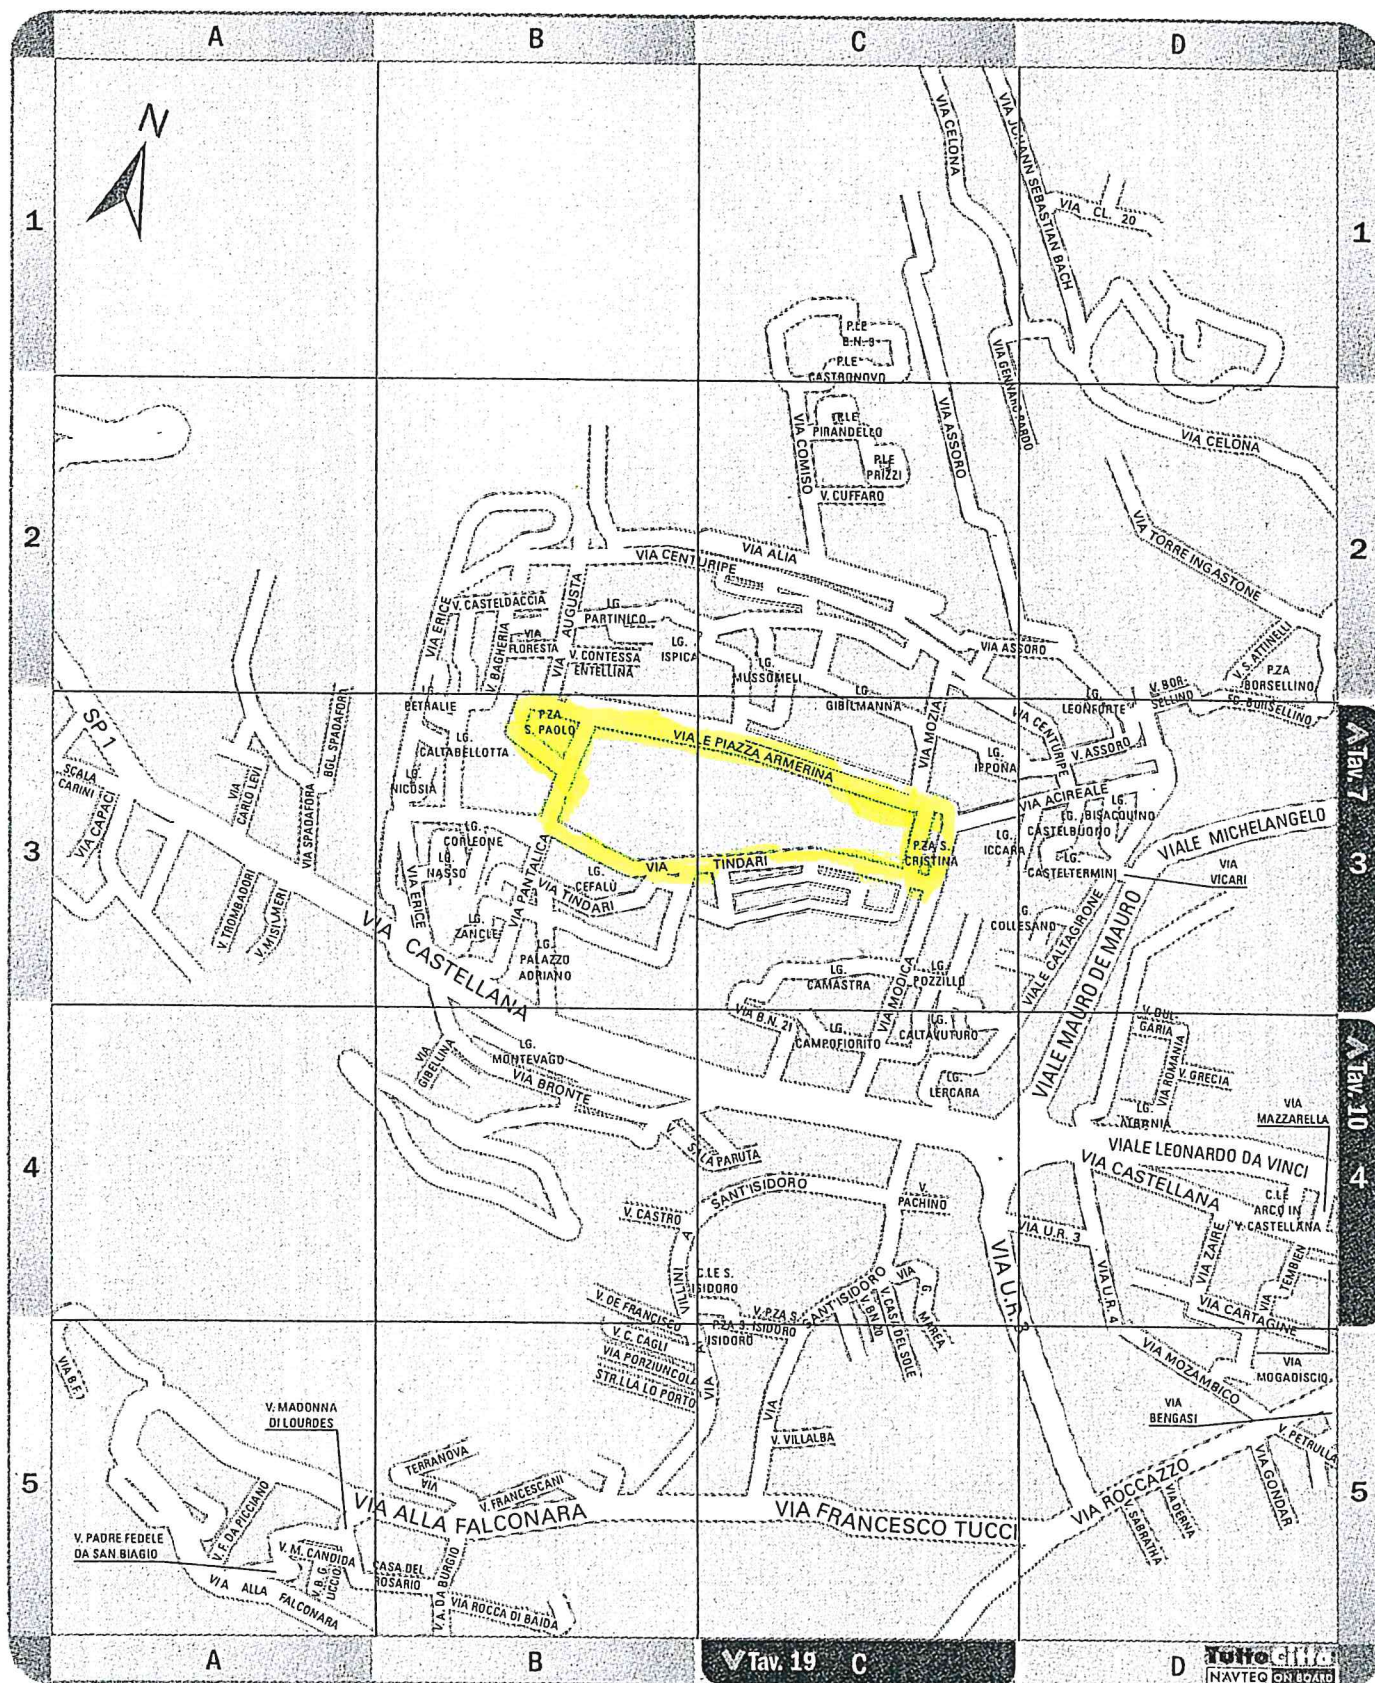 A
B
C
D
N
1
1
VIA CELONA
VIA JOHANN SEBASTIAN BACH
VIA CL. 20
P.LE
B.N. 9
P.LE
CASTRONOVO
VIA GENNARO PARDO
VIA ASSORO
VIA COMISO
P.LE
PIRANDELLO
P.LE
PRIZZI
V. CUFFARO
VIA CELONA
VIA TORRE INGASTONE
2
2
VIA ALIA
VIA CENTURIPE
VIA ERICE
V. CASTELDACCIA
VIA AUGUSTA
LG.
PARTINICO
V. BAGHERIA
VIA
FLORESTA
V. CONTESSA
ENTELLINA
LG.
ISPICA
LG.
MUSSOMELI
LG.
GIBILMANNA
VIA ASSORO
V. S. ATTINELLI
P.ZA
BORSELLINO
V. BOR-
SELLINO
LG. BORSELLINO
LG.
LEONFORTE
LG.
PETRALIE
P.ZA
S. PAOLO
VIALE PIAZZA ARMERINA
VIA MOZIA
VIA CENTURIPE
V. ASSORO
LG.
IPPONA
VIA ACIREALE
LG.
CALTABELLOTTA
LG.
NICOSIA
SP1
SCALA
CARINI
VIA CAPACI
VIA
CARLO LEVI
BGL. SPADAFORA
VIA SPADAFORA
Tav. 7
3
3
LG.
CORLEONE
LG.
NASSO
VIA ERICE
VIA PANTALICA
VIA TINDARI
LG.
CEFALÙ
VIA TINDARI
P.ZA S.
CRISTINA
LG.
ICCARA
LG.
CASTELBUONO
LG.
BISACQUINO
LG.
CASTELTERMINI
VIALE MICHELANGELO
VIA
VICARI
V. TROMBADORI
V. MISILMERI
LG.
ZANCLE
LG.
PALAZZO
ADRIANO
VIA CASTELLANA
LG.
CAMASTRA
VIA MODICA
LG.
POZZILLO
COLLESANO
VIALE CALTAGIRONE
VIALE MAURO DE MAURO
VIA B.N. 21
LG.
CAMPOFIORITO
LG.
CALTAVUTURO
LG.
LERCARA
V. BUL-
GARIA
VIA ROMANIA
V. GRECIA
LG.
ALBANIA
VIA
MAZZARELLA
Tav. 10
4
4
VIA
GIBELLINA
LG.
MONTEVAGO
VIA BRONTE
SALA PARUTA
VIALE LEONARDO DA VINCI
VIA CASTELLANA
C.LE
ARCO IN
V. CASTELLANA
SANT'ISIDORO
V.
PACHINO
V. CASTRO
VIA U.R. 3
VIA U.R. 3
VIA U.R. 4
VIA ZAIRE
VIA TEMBIEN
VIA CARTAGINE
C.LE S.
ISIDORO
VILLINI A
V. DE FRANCISCO
V. P.ZA S.
P.ZA S. ISIDORO
ISIDORO
SANT'ISIDORO
V. BN 20
V. CASA DEL SOLE
VIA G. MAREA
V. C. CAGLI
VIA PORZIUNCOLA
STR.LLA LO PORTO
VIA
VIA
VIA B.F. 1
VIA MOZAMBICO
VIA
MOGADISCIO
VIA
BENGASI
V. MADONNA
DI LOURDES
V. VILLALBA
V. PETRULLA
5
5
VIA TERRANOVA
V. FRANCESCANI
VIA ALLA FALCONARA
VIA FRANCESCO TUCCI
VIA ROCCAZZO
VIA GONDAR
VIA DERNA
V. SABRATHA
V. F. DA PICCIANO
V. PADRE FEDELE
DA SAN BIAGIO
V. M. CANDIDA
V. B. G.
UCCIO
CASA DEL
ROSARIO
V. A. DA BURGIO
VIA ROCCA DI BAIDA
VIA ALLA FALCONARA
A
B
Tav. 19
C
D
TuttoCittà
NAVTEQ ON BOARD